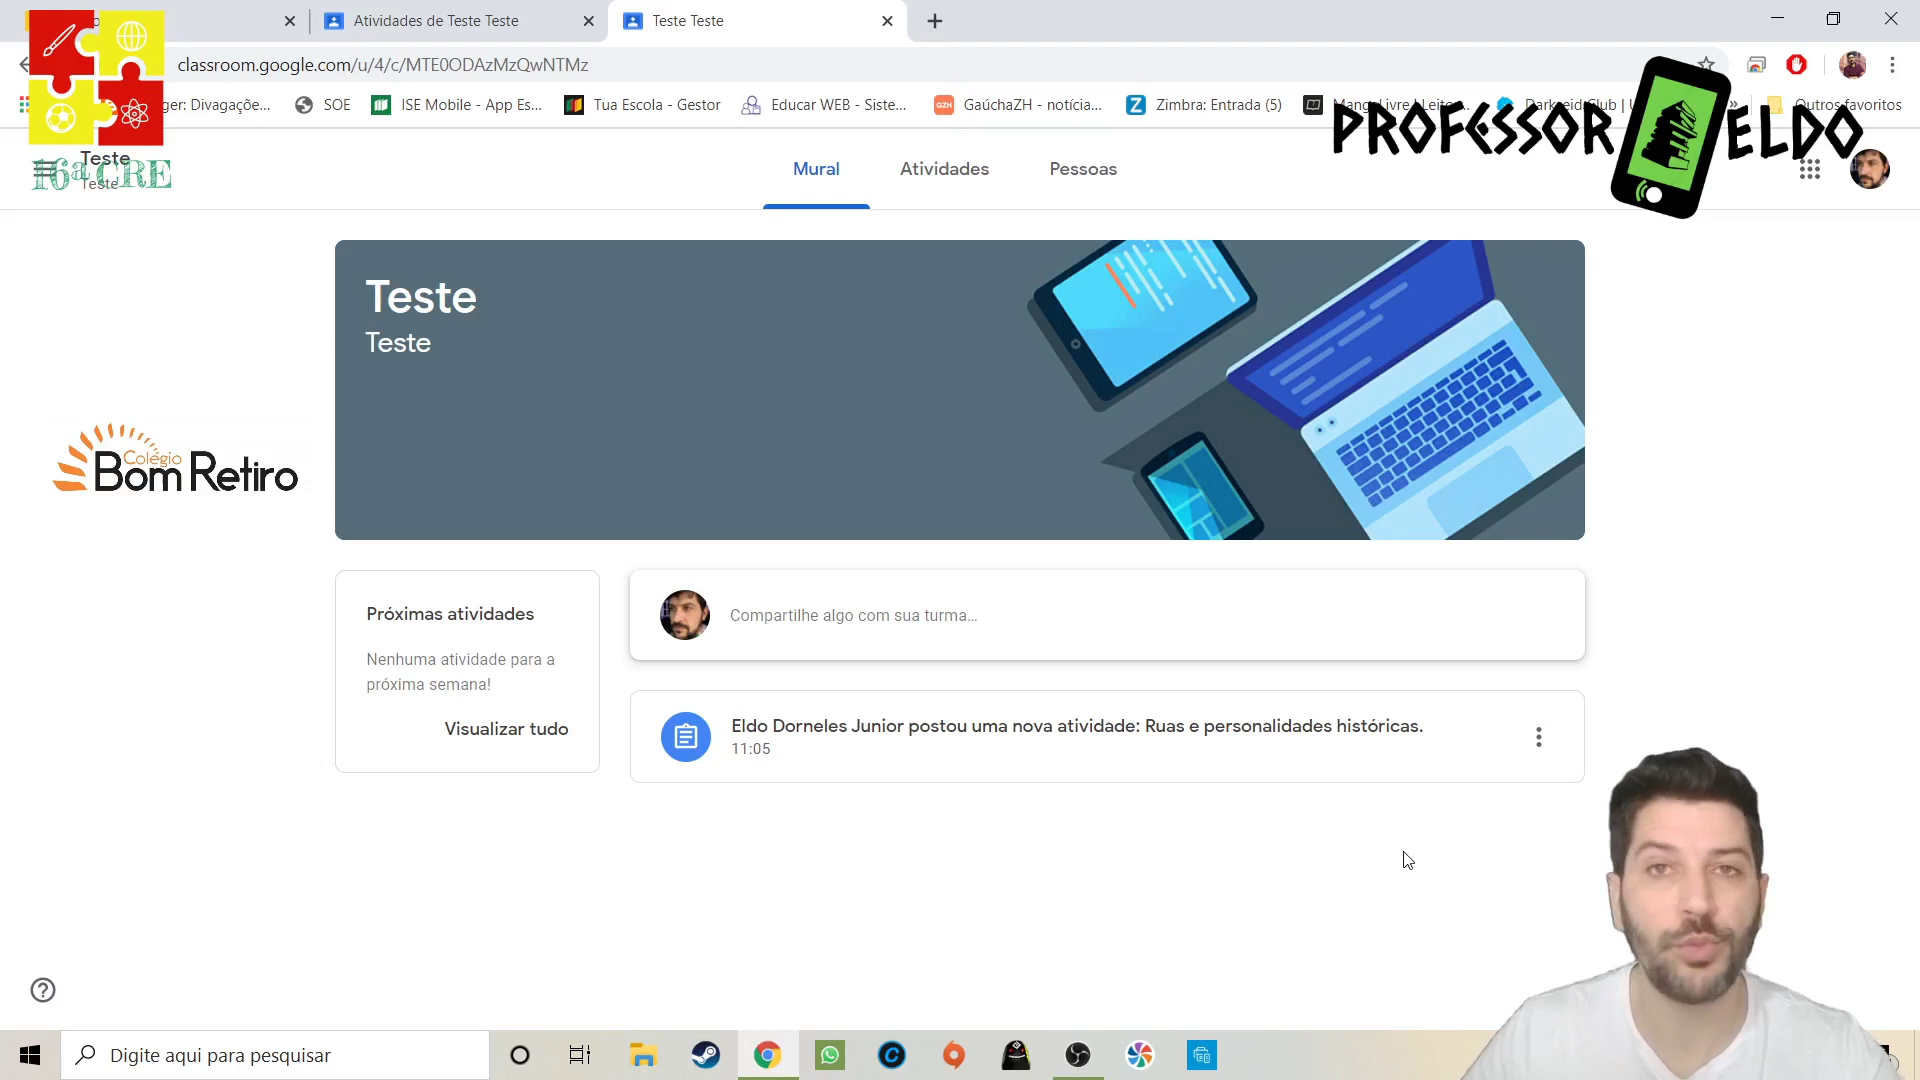 Atividades de Teste Teste
Teste Teste
classroom.google.com/u/4/c/MTE0ODAzMzQwNTMz
ger: Divagaçõe...
SOE
ISE Mobile - App Es...
Tua Escola - Gestor
Educar WEB - Siste...
GZH
GaúchaZH - notícia...
Zimbra: Entrada (5)
Outros favoritos
PROFESSOR ELDO
Teste
Teste
16ª CRE
Mural
Atividades
Pessoas
Teste
Teste
Colégio
Bom Retiro
Próximas atividades
Nenhuma atividade para a
próxima semana!
Visualizar tudo
Compartilhe algo com sua turma...
Eldo Dorneles Junior postou uma nova atividade: Ruas e personalidades históricas.
11:05
Digite aqui para pesquisar